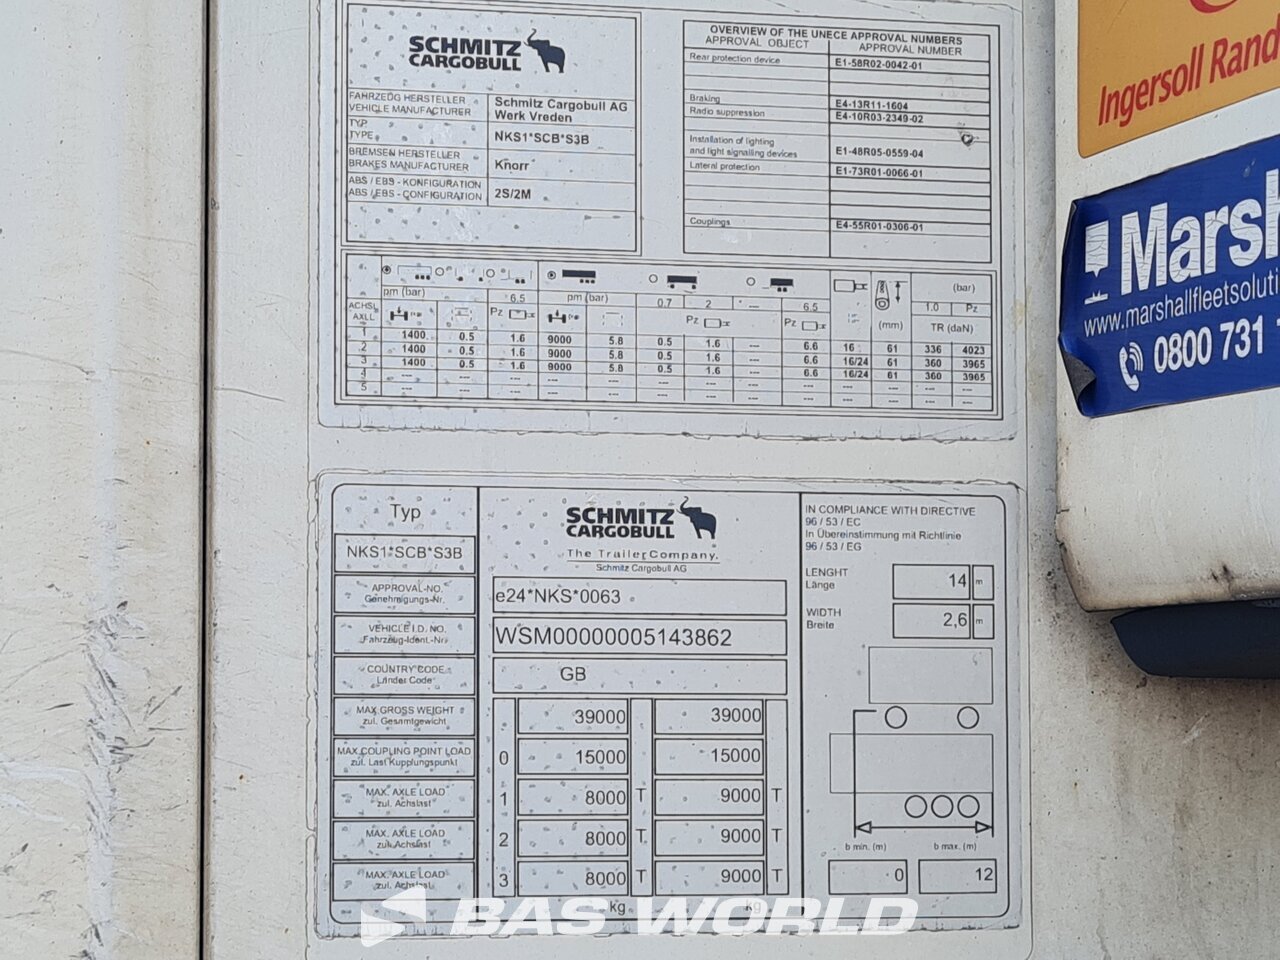 SCHMITZ
CARGOBULL
FAHRZEUG HERSTELLER
VEHICLE MANUFACTURER
Schmitz Cargobull AG
Werk Vreden
TYP
TYPE
NKS1*SCB*S3B
BREMSEN HERSTELLER
BRAKES MANUFACTURER
Knorr
ABS / EBS - KONFIGURATION
ABS / EBS - CONFIGURATION
2S/2M
OVERVIEW OF THE UNECE APPROVAL NUMBERS
APPROVAL OBJECT APPROVAL NUMBER
Rear protection device E1-58R02-0042-01
Braking E4-13R11-1604
Radio suppression E4-10R03-2349-02
Installation of lighting
and light signalling devices E1-48R05-0559-04
Lateral protection E1-73R01-0066-01
Couplings E4-55R01-0306-01
pm (bar) 6.5 pm (bar) 0.7 2 --- 6.5 (bar)
ACHSL
AXLL
Pz Pz Pz (mm) 1.0 Pz
TR (daN)
1 1400 0.5 1.6 9000 5.8 0.5 1.6 --- 6.6 16 61 336 4023
2 1400 0.5 1.6 9000 5.8 0.5 1.6 --- 6.6 16/24 61 360 3965
3 1400 0.5 1.6 9000 5.8 0.5 1.6 --- 6.6 16/24 61 360 3965
4 --- --- --- --- --- --- --- --- --- --- --- --- ---
5 --- --- --- --- --- --- --- --- --- --- --- --- ---
Ingersoll Rand
Marsh
www.marshallfleetsoluti
0800 731
Typ
NKS1*SCB*S3B
SCHMITZ
CARGOBULL
The Trailer Company.
Schmitz Cargobull AG
APPROVAL-NO.
Genehmigungs-Nr.
e24*NKS*0063
VEHICLE I.D. NO.
Fahrzeug-Ident.-Nr.
WSM00000005143862
COUNTRY CODE
Länder Code
GB
MAX GROSS WEIGHT
zul. Gesamtgewicht
39000 39000
MAX.COUPLING POINT LOAD
zul. Last Kupplungspunkt
0 15000 15000
MAX. AXLE LOAD
zul. Achslast
1 8000 T 9000 T
MAX. AXLE LOAD
zul. Achslast
2 8000 T 9000 T
MAX. AXLE LOAD
zul. Achslast
3 8000 T 9000 T
kg kg
IN COMPLIANCE WITH DIRECTIVE
96 / 53 / EC
In Übereinstimmung mit Richtlinie
96 / 53 / EG
LENGHT
Länge
14 m
WIDTH
Breite
2,6 m
b min. (m) b max. (m)
0 12
BAS WORLD